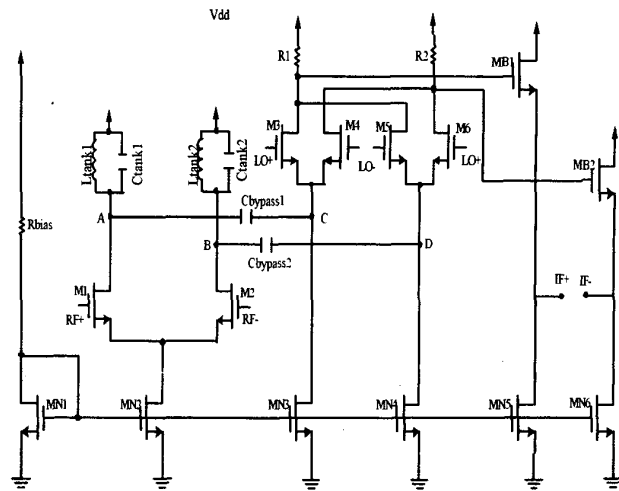 Vdd
R1
R2
MB1
M3
M4
M5
M6
LO+
LO-
LO+
MB2
Ltank1
Ctank1
Ltank2
Ctank2
Cbypass1
A
C
Rbias
B
D
Cbypass2
M1
M2
IF+
IF-
RF+
RF-
MN1
MN2
MN3
MN4
MN5
MN6